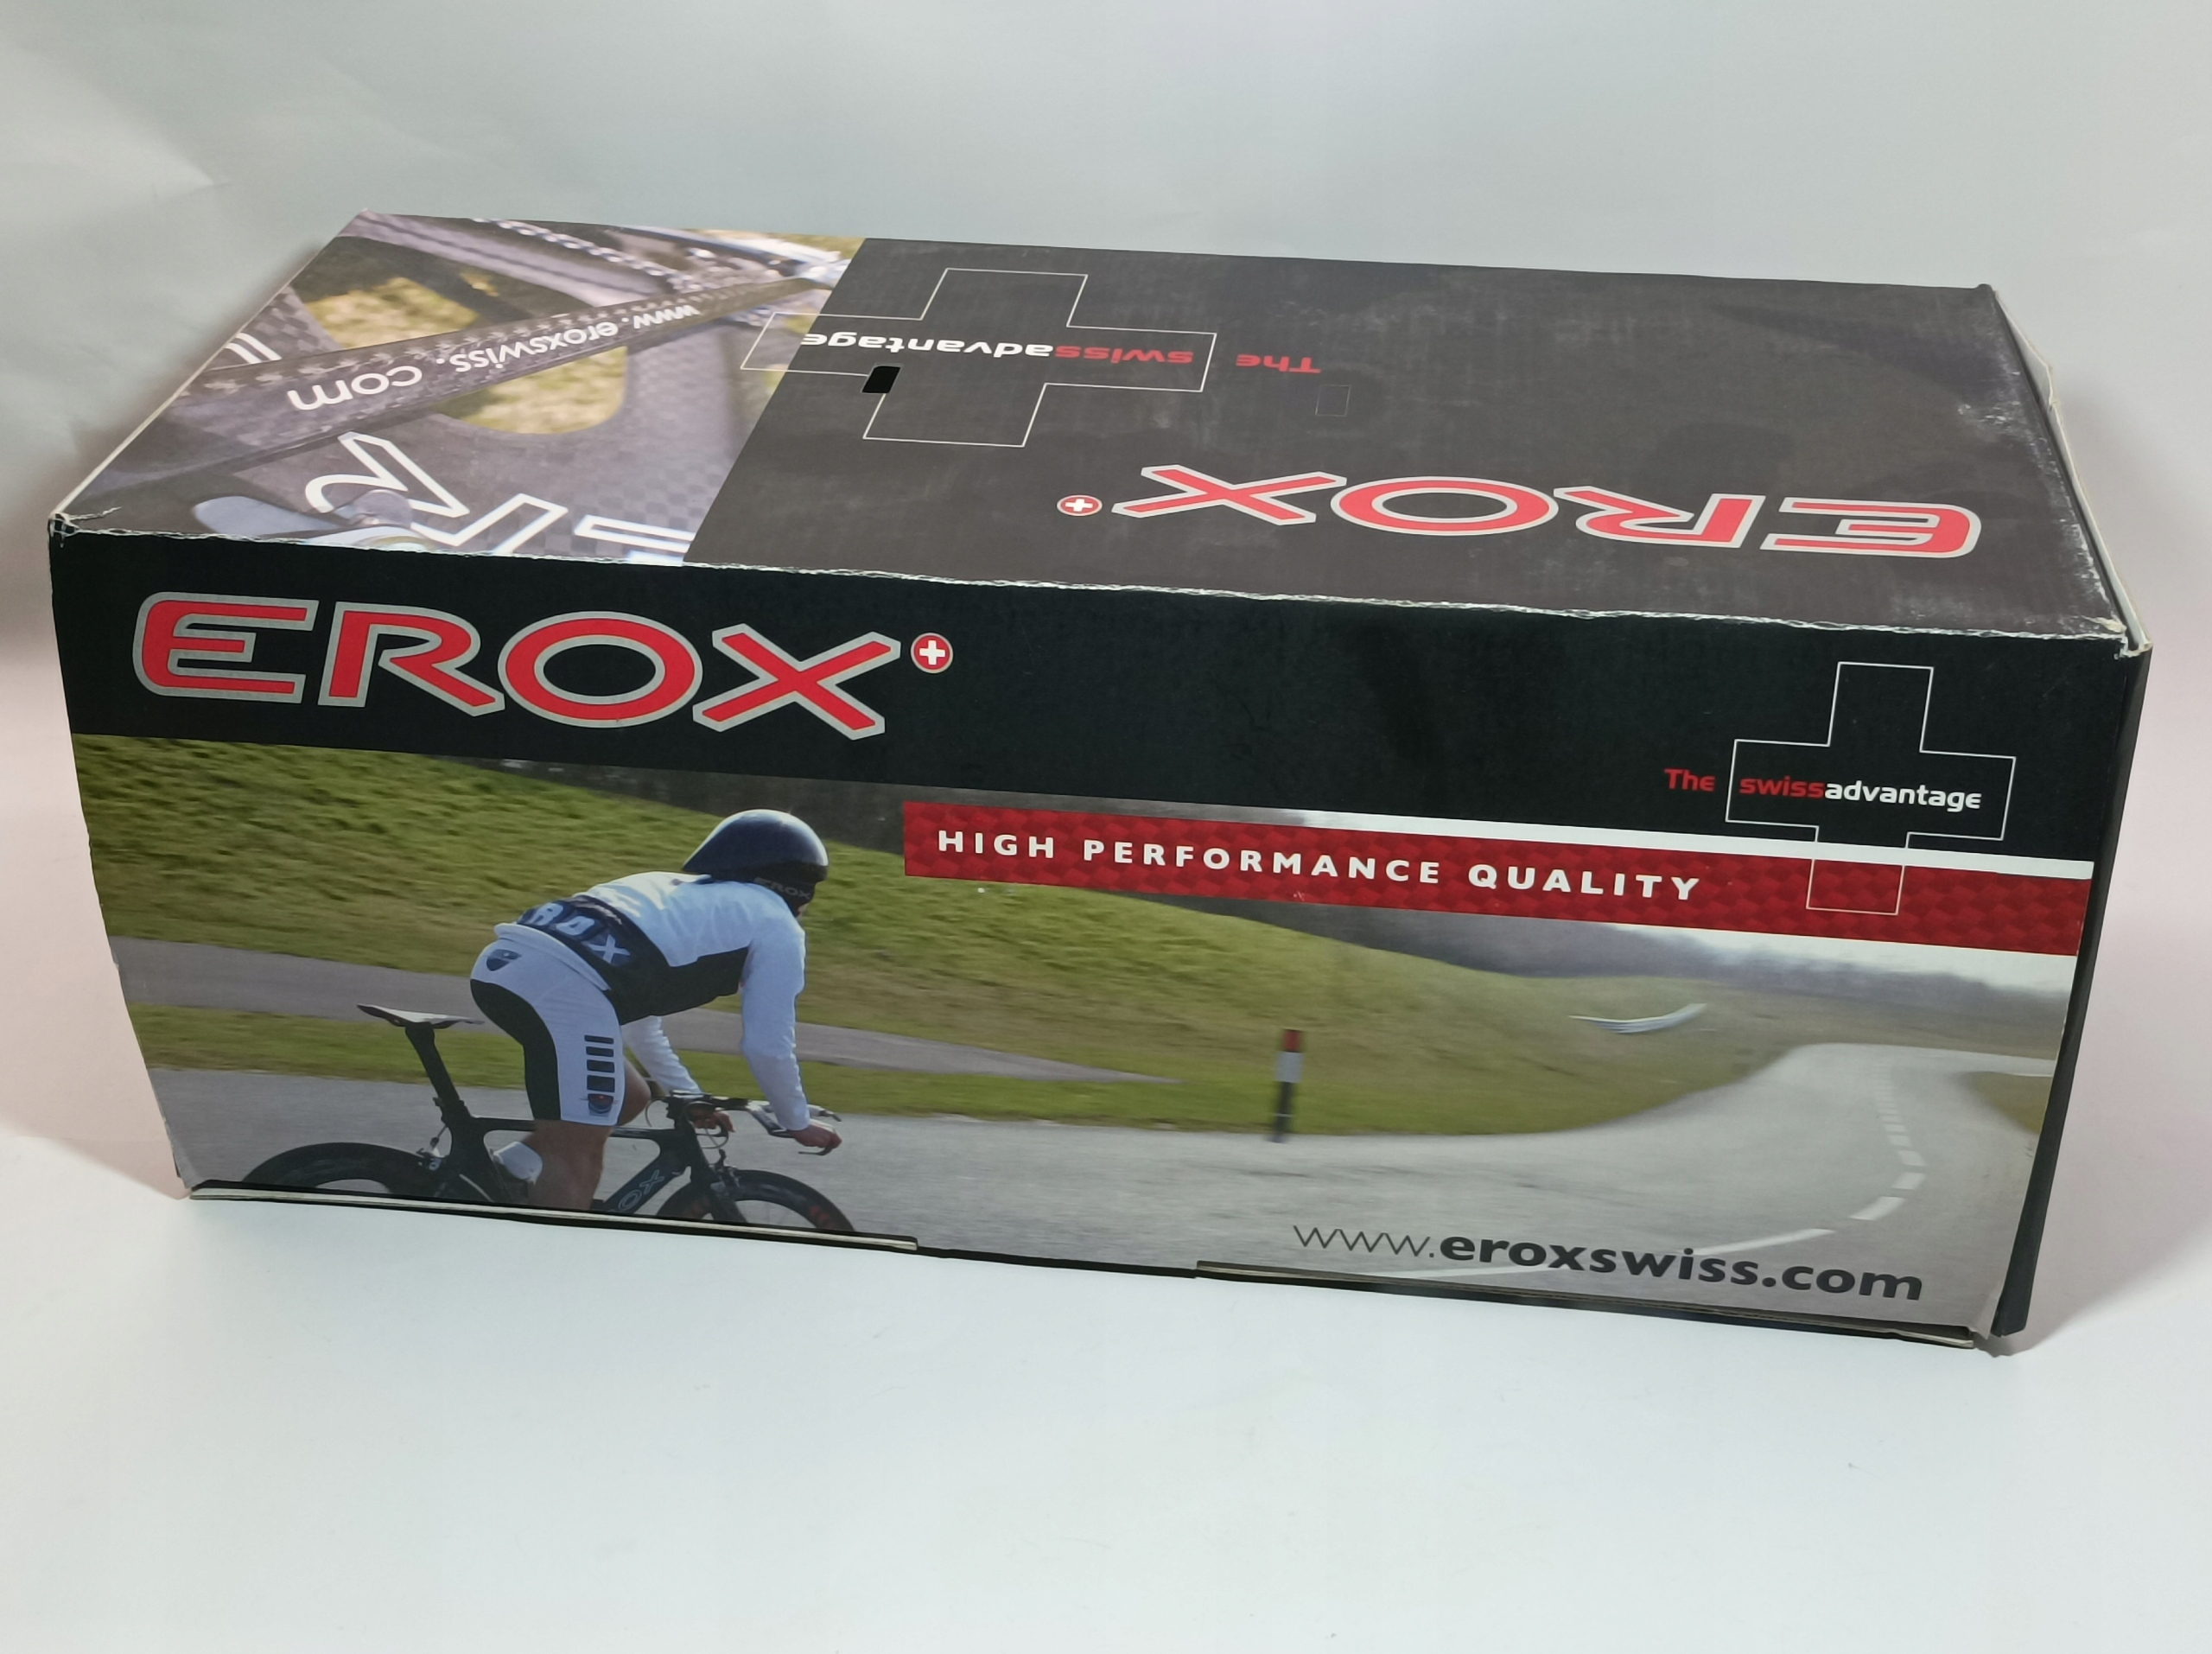 www.eroxswiss.com
The swissadvantage
EROX
EROX
The swissadvantage
HIGH PERFORMANCE QUALITY
EROX
www.eroxswiss.com